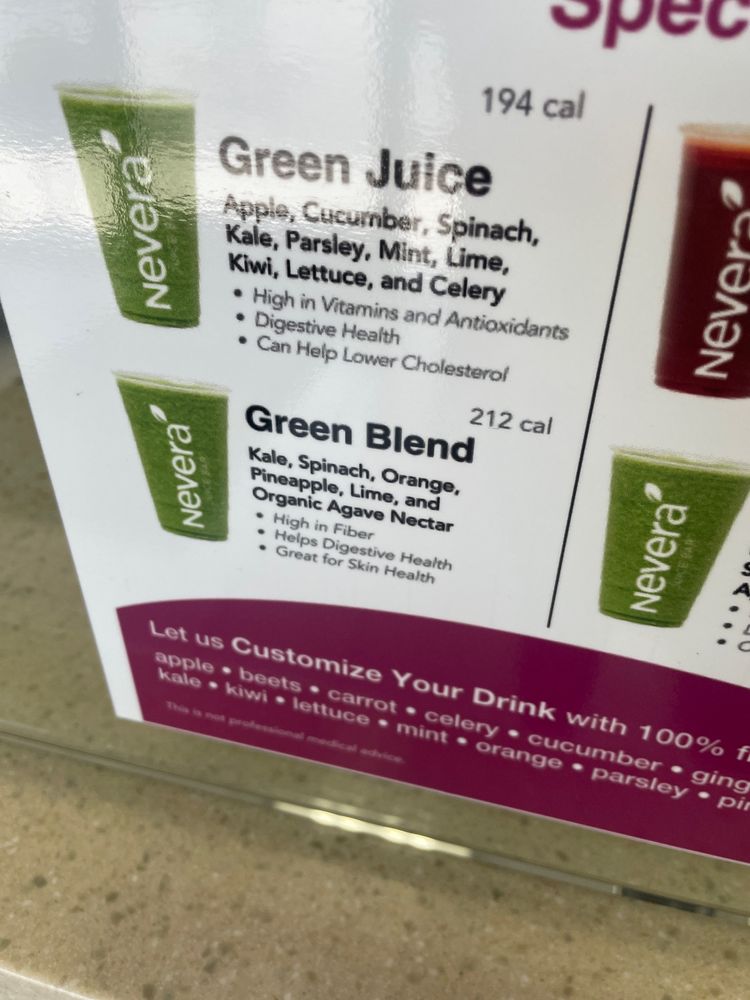 Spec
194 cal
Nevera
Green Juice
Apple, Cucumber, Spinach,
Kale, Parsley, Mint, Lime,
Kiwi, Lettuce, and Celery
• High in Vitamins and Antioxidants
• Digestive Health
• Can Help Lower Cholesterol
212 cal
Nevera
Green Blend
Kale, Spinach, Orange,
Pineapple, Lime, and
Organic Agave Nectar
• High in Fiber
• Helps Digestive Health
• Great for Skin Health
Nevera
Nevera
Let us Customize Your Drink with 100% f
apple • beets • carrot • celery • cucumber • ging
kale • kiwi • lettuce • mint • orange • parsley • pi
This is not professional medical advice.